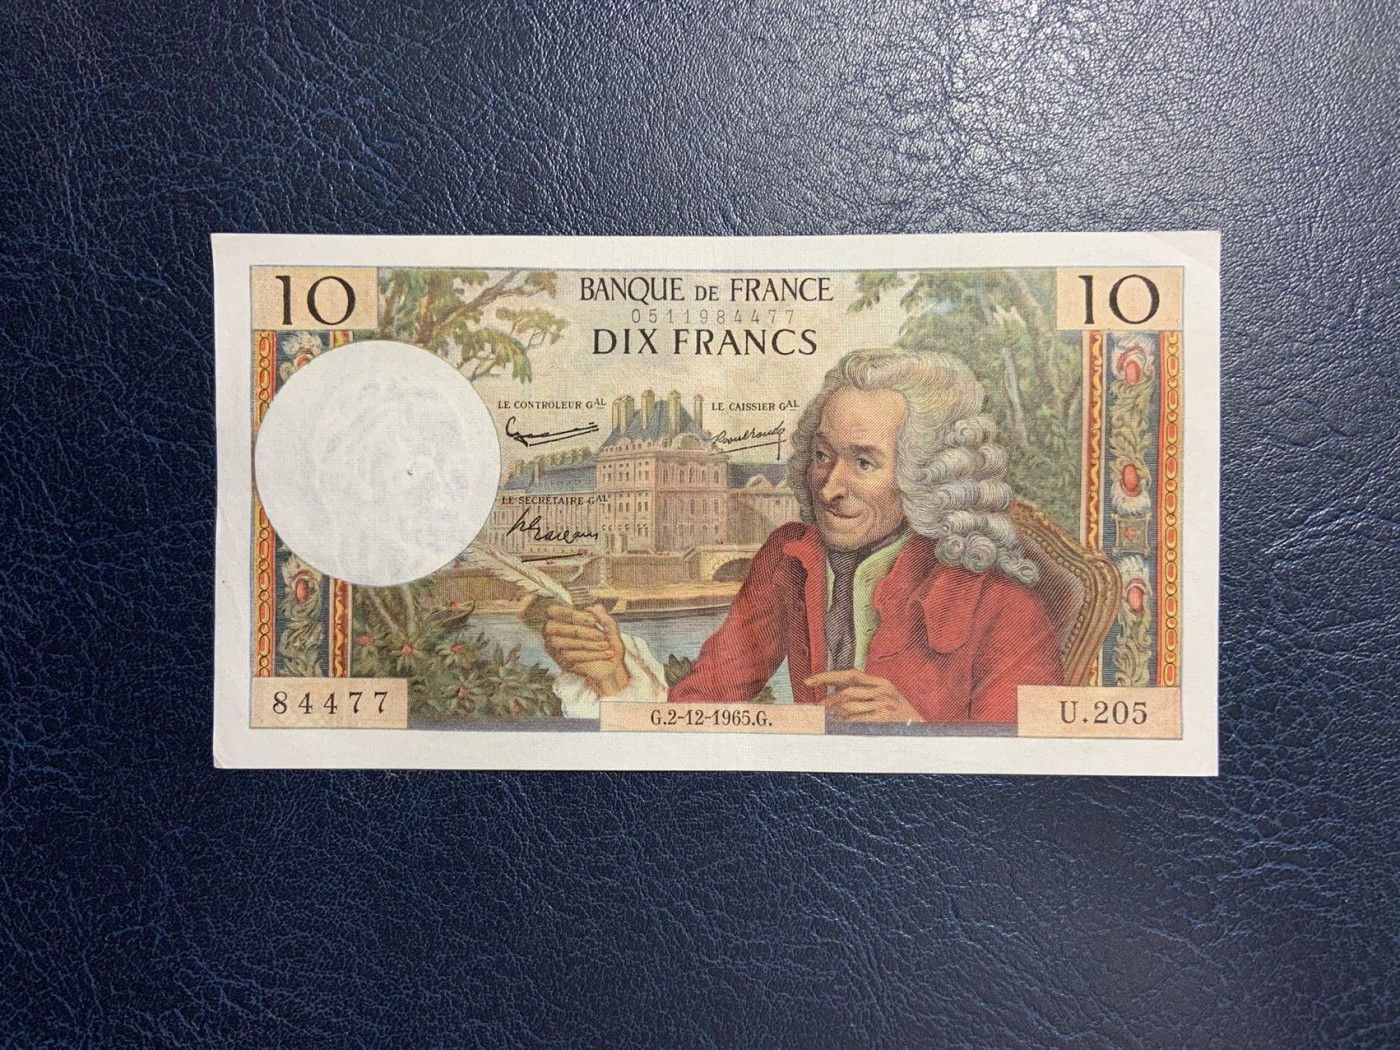 10
BANQUE DE FRANCE
10
0511984477
DIX FRANCS
LE CONTROLEUR GAL
LE CAISSIER GAL
LE SECRÉTAIRE GAL
84477
G.2-12-1965.G.
U.205